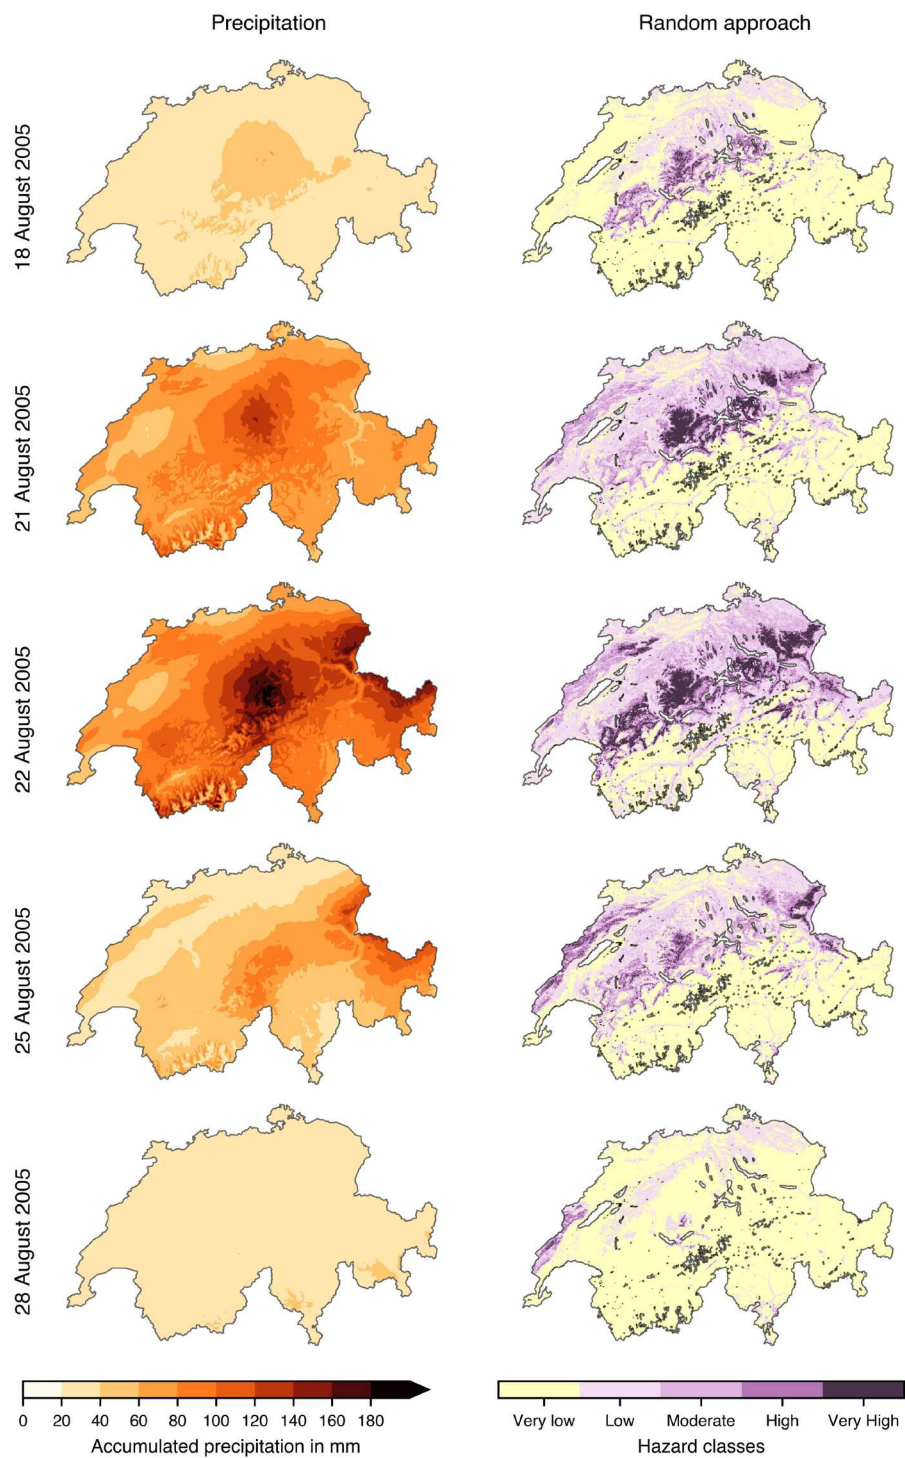 Precipitation
Random approach
18 August 2005
21 August 2005
22 August 2005
25 August 2005
28 August 2005
0 20 40 60 80 100 120 140 160 180
Accumulated precipitation in mm
Very low Low Moderate High Very High
Hazard classes